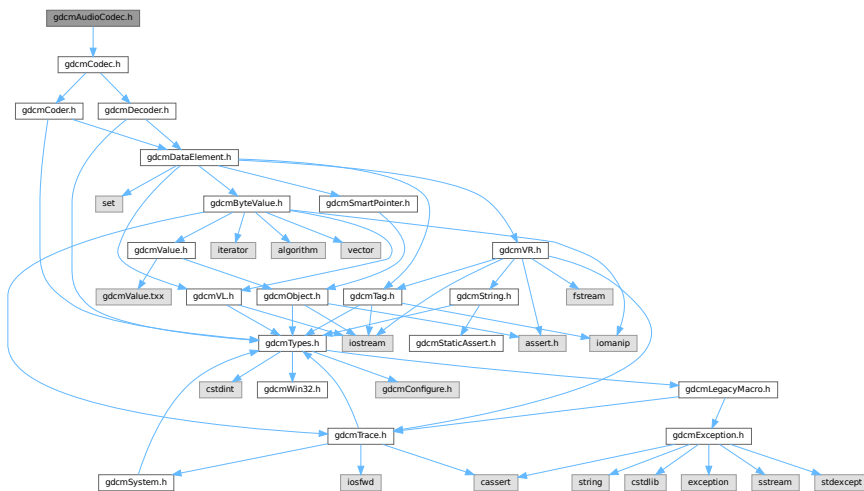 gdcmAudioCodec.h
gdcmCodec.h
gdcmCoder.h
gdcmDecoder.h
gdcmDataElement.h
set
gdcmByteValue.h
gdcmSmartPointer.h
gdcmValue.h
iterator
algorithm
vector
gdcmVR.h
gdcmValue.txx
gdcmVL.h
gdcmObject.h
gdcmTag.h
gdcmString.h
fstream
gdcmTypes.h
iostream
gdcmStaticAssert.h
assert.h
iomanip
cstdint
gdcmWin32.h
gdcmConfigure.h
gdcmLegacyMacro.h
gdcmTrace.h
gdcmException.h
gdcmSystem.h
iosfwd
cassert
string
cstdlib
exception
sstream
stdexcept